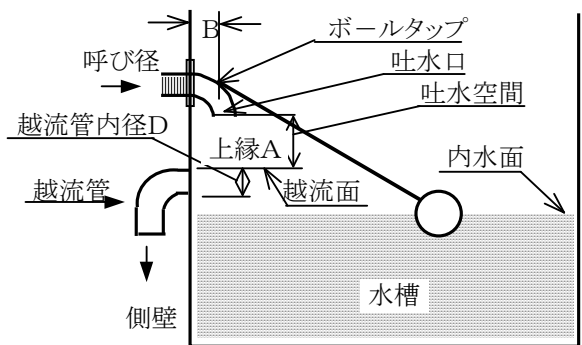 B
ボールタップ
呼び径
吐水口
吐水空間
越流管内径D
上縁A
内水面
越流管
越流面
水槽
側壁